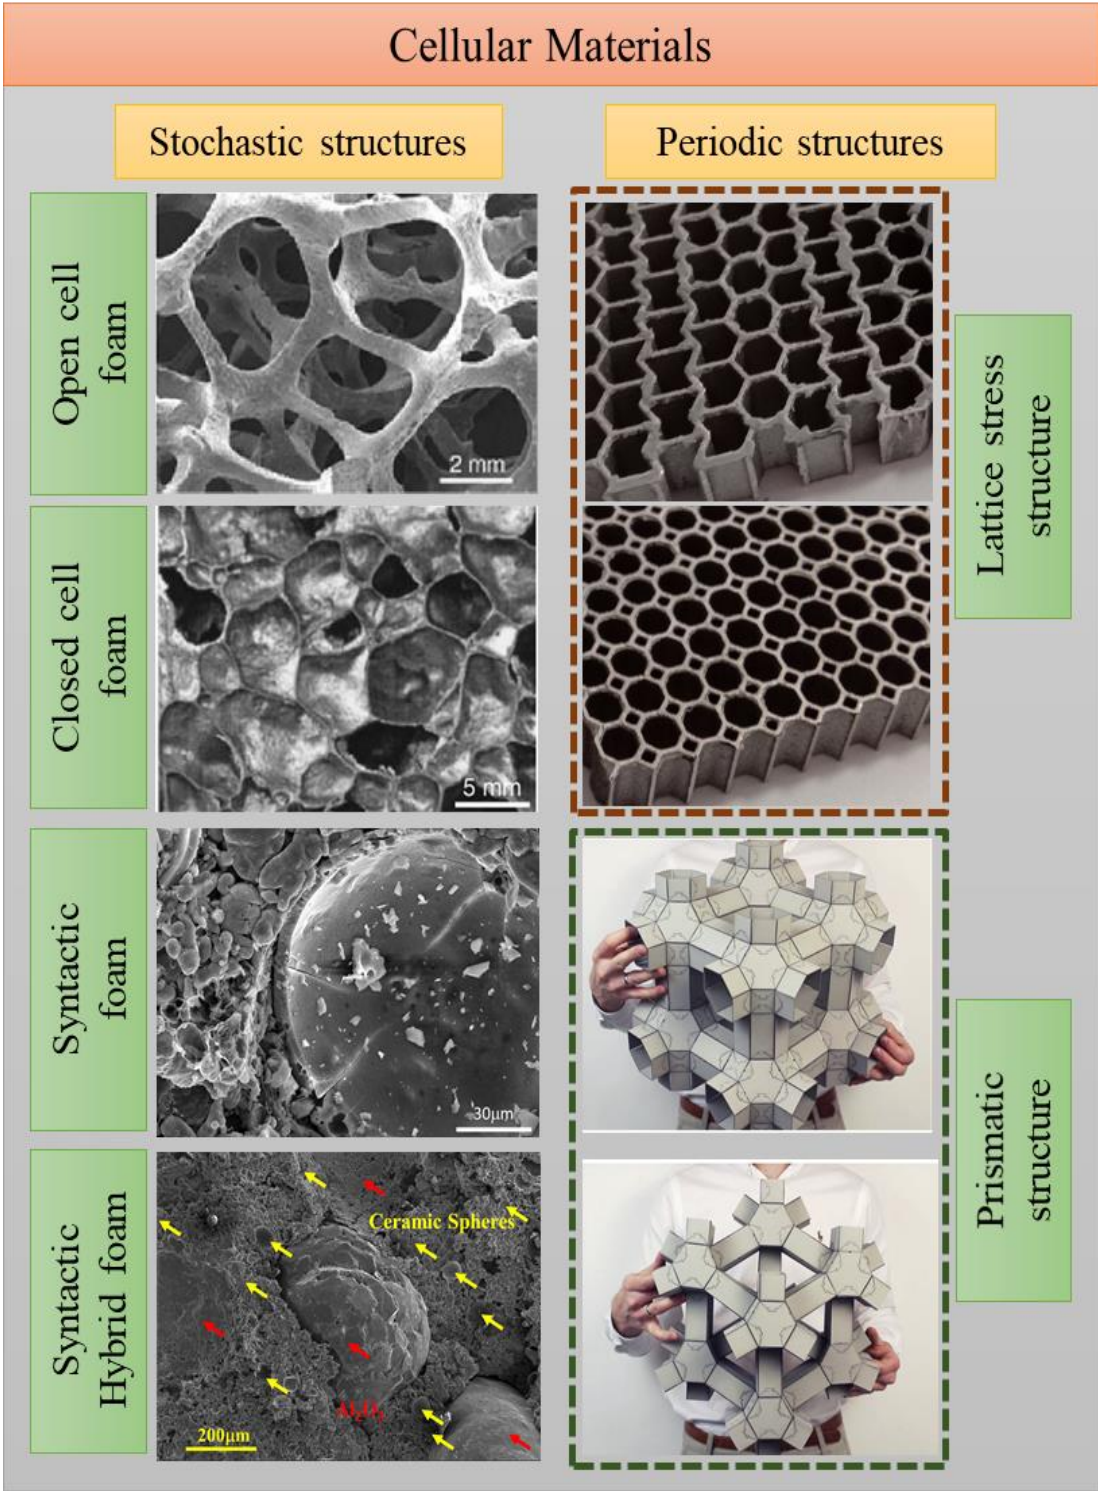 Cellular Materials
Stochastic structures
Periodic structures
Open cell
foam
2 mm
Lattice stress
structure
Closed cell
foam
5 mm
Syntactic
foam
30μm
Prismatic
structure
Syntactic
Hybrid foam
Ceramic Spheres
Al₂O₃
200μm